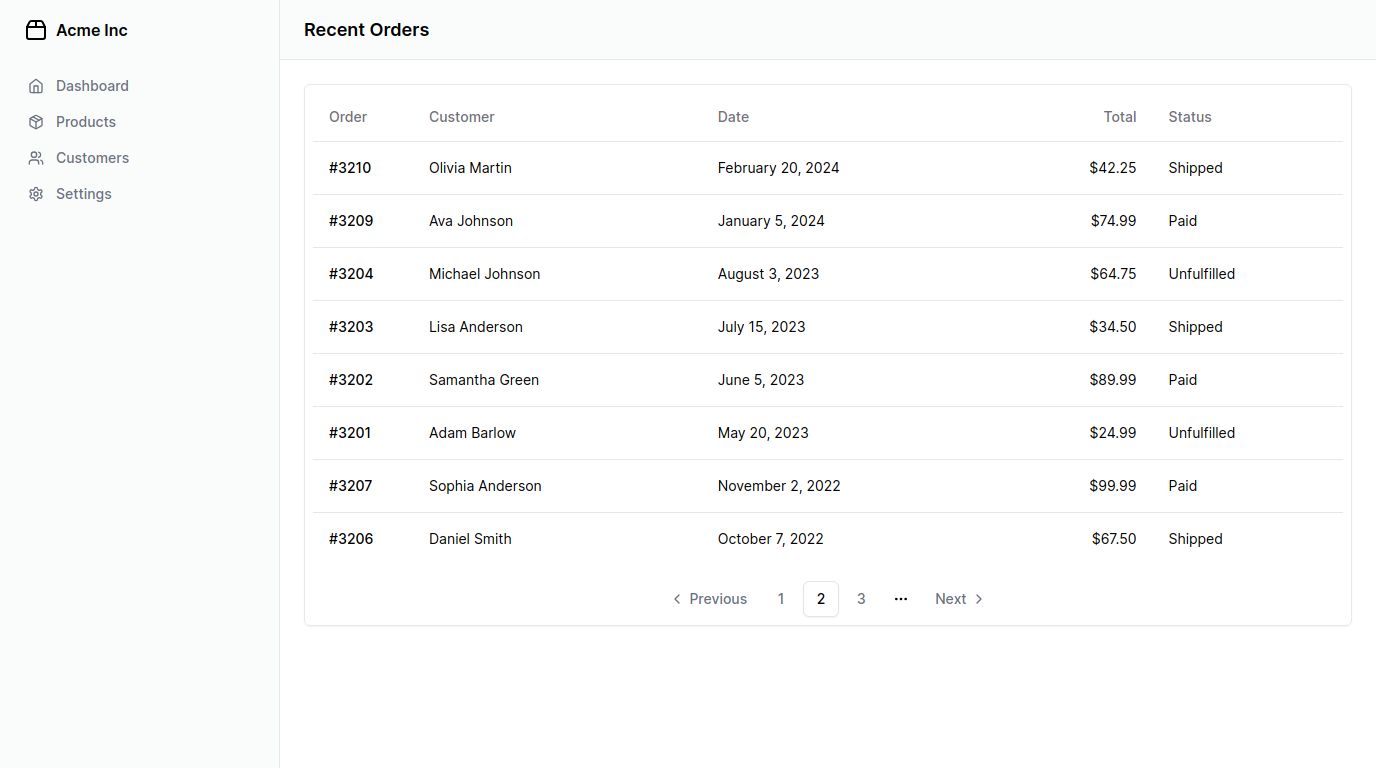 Acme Inc
Dashboard
Products
Customers
Settings
Recent Orders
Order Customer Date Total Status
#3210 Olivia Martin February 20, 2024 $42.25 Shipped
#3209 Ava Johnson January 5, 2024 $74.99 Paid
#3204 Michael Johnson August 3, 2023 $64.75 Unfulfilled
#3203 Lisa Anderson July 15, 2023 $34.50 Shipped
#3202 Samantha Green June 5, 2023 $89.99 Paid
#3201 Adam Barlow May 20, 2023 $24.99 Unfulfilled
#3207 Sophia Anderson November 2, 2022 $99.99 Paid
#3206 Daniel Smith October 7, 2022 $67.50 Shipped
Previous 1 2 3 ... Next